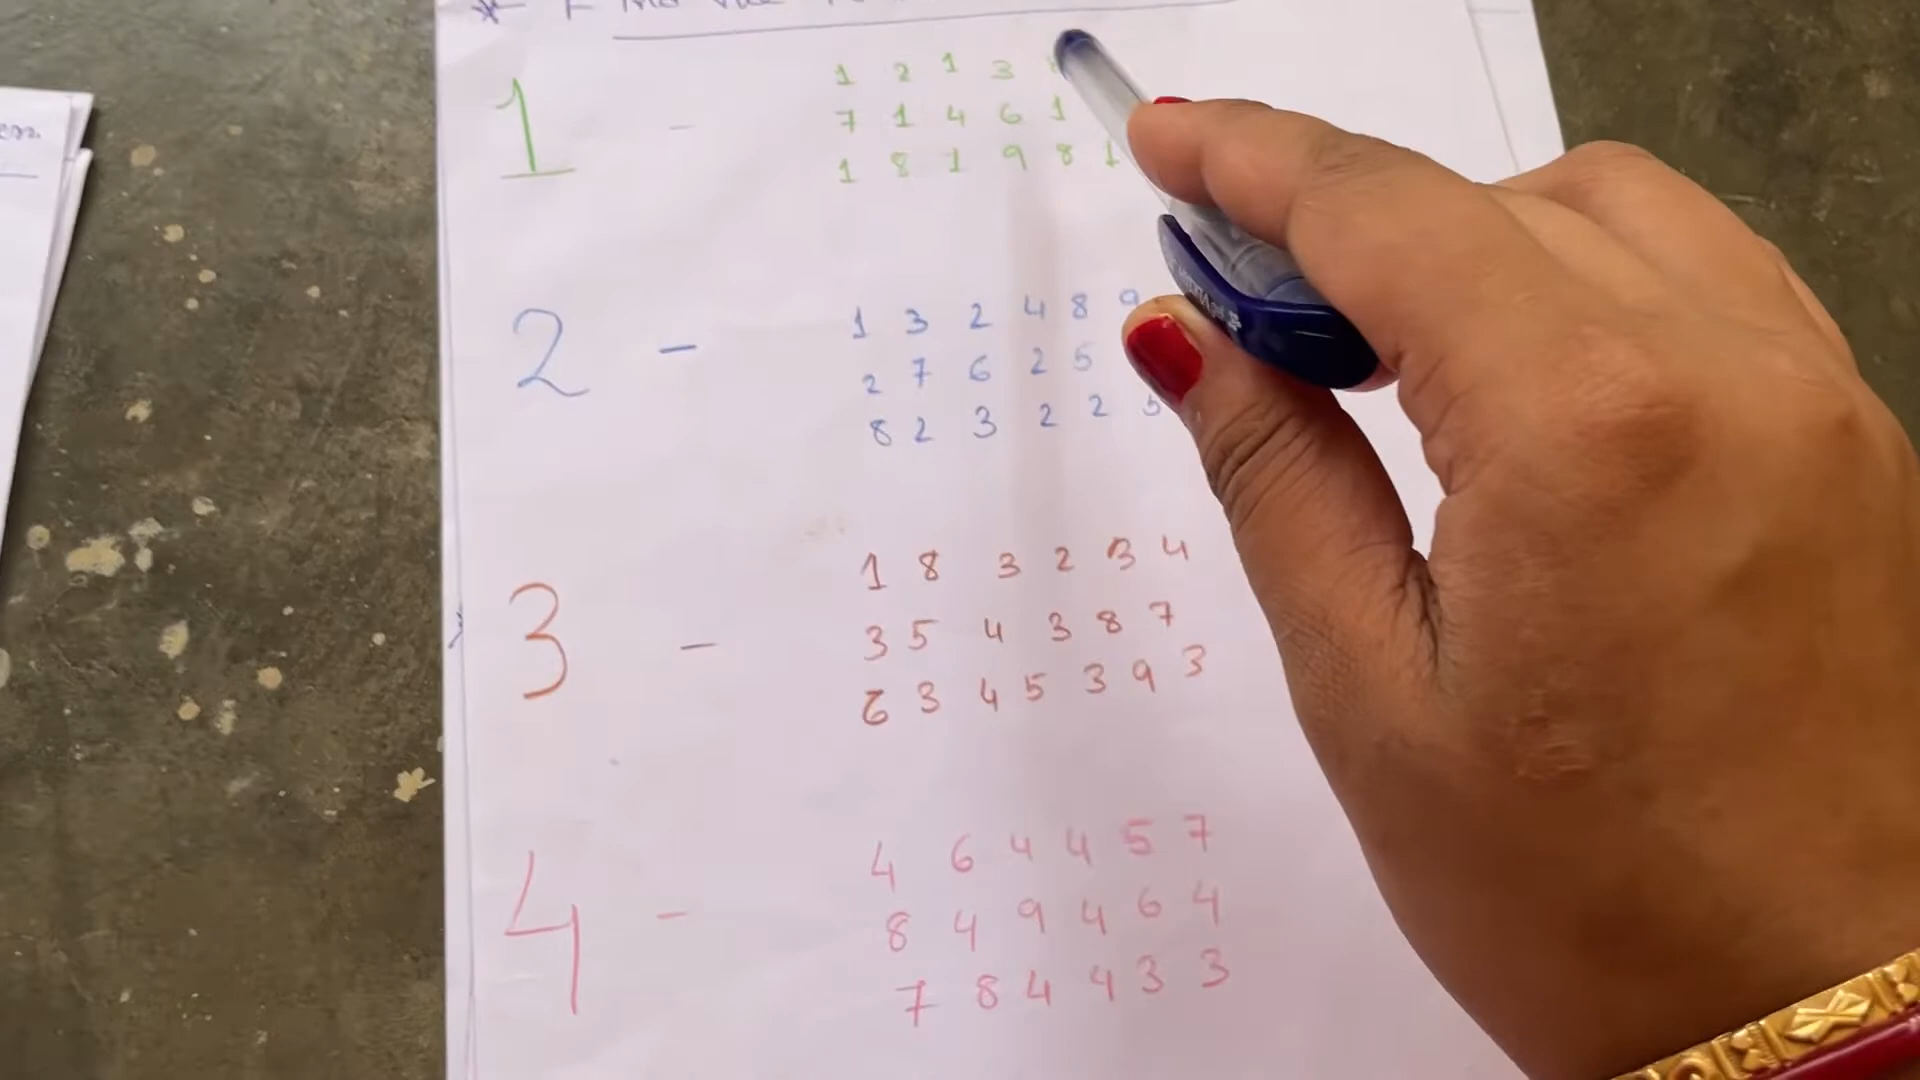 1 - 1 2 1 3
7 1 4 6 1
1 8 1 9 8 1
2 - 1 3 2 4 8 9
2 7 6 2 5
8 2 3 2 2 5
3 - 1 8 3 2 3 4
3 5 4 3 8 7
6 3 4 5 3 9 3
4 - 4 6 4 4 5 7
8 4 9 4 6 4
7 8 4 4 3 3